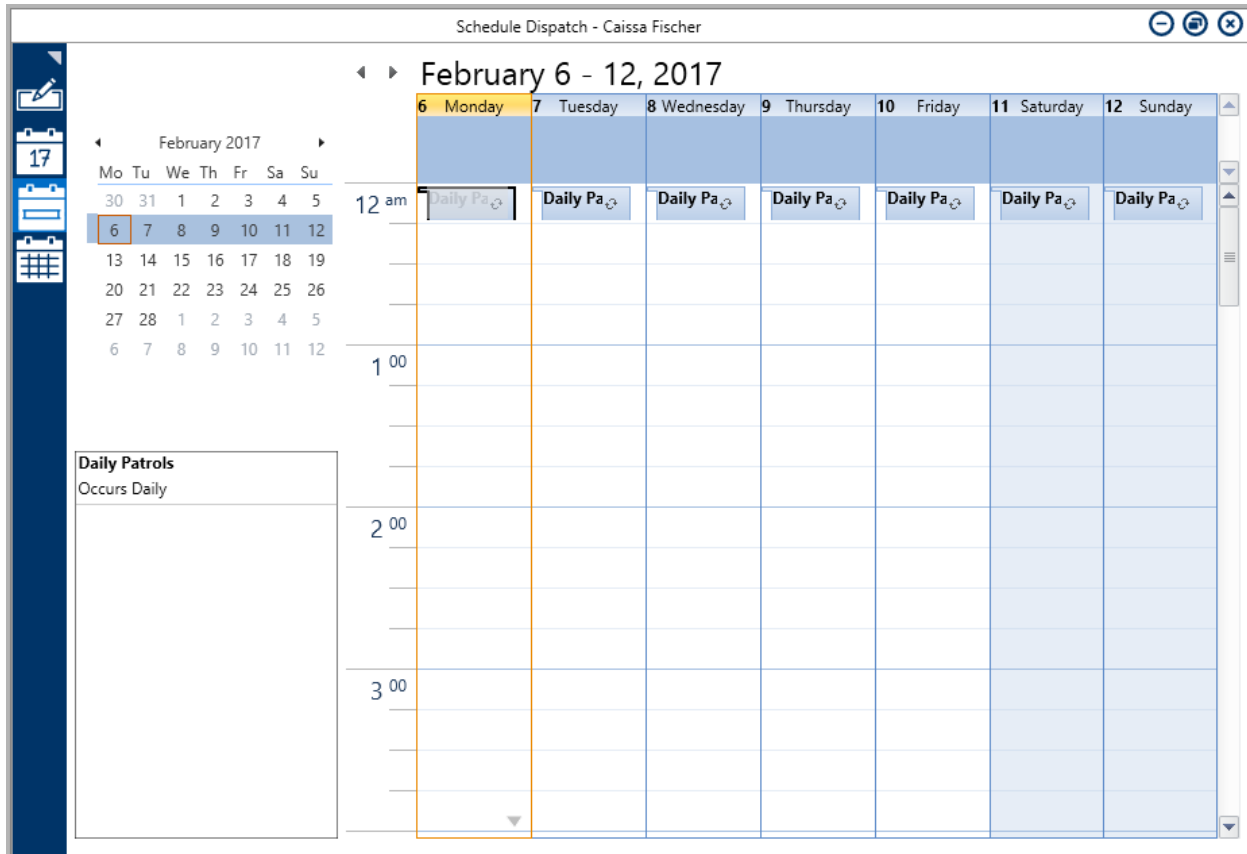 Schedule Dispatch - Caissa Fischer
17
February 2017
Mo Tu We Th Fr Sa Su
30 31 1 2 3 4 5
6 7 8 9 10 11 12
13 14 15 16 17 18 19
20 21 22 23 24 25 26
27 28 1 2 3 4 5
6 7 8 9 10 11 12
Daily Patrols
Occurs Daily
February 6 - 12, 2017
6 Monday 7 Tuesday 8 Wednesday 9 Thursday 10 Friday 11 Saturday 12 Sunday
12 am Daily Pa Daily Pa Daily Pa Daily Pa Daily Pa Daily Pa Daily Pa
1 00
2 00
3 00